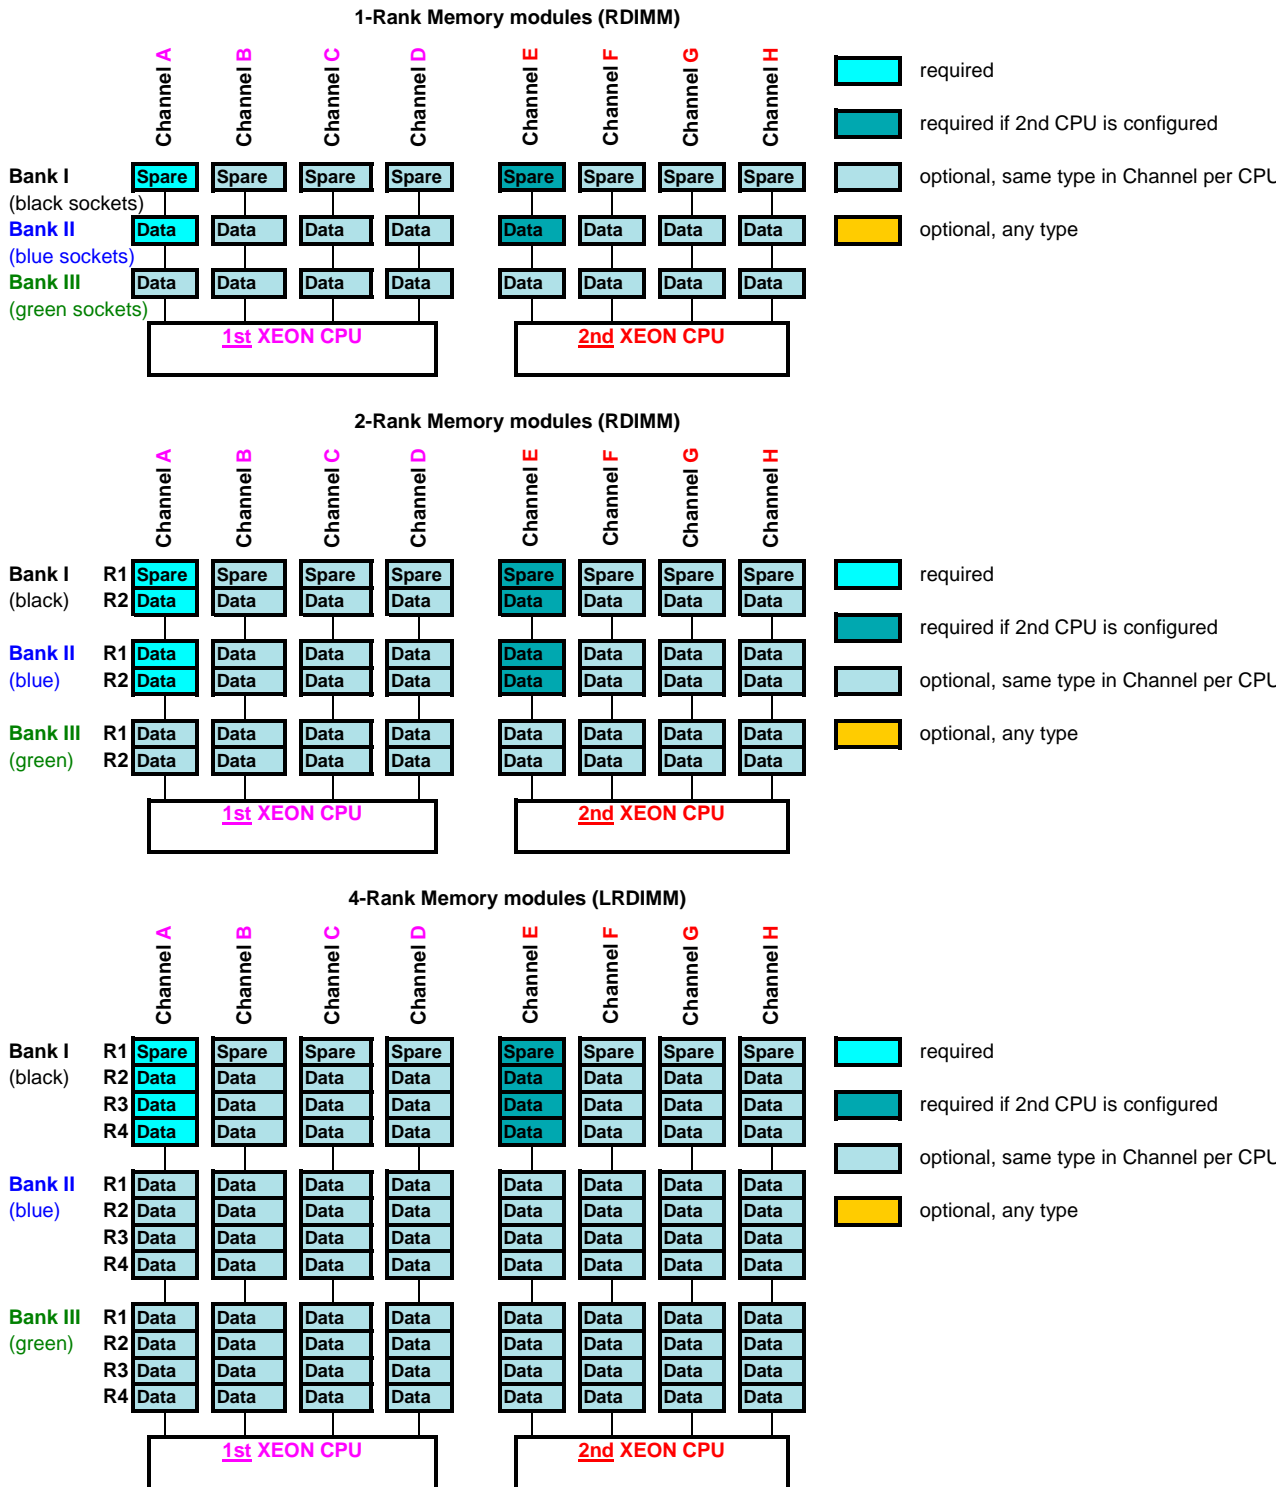 1-Rank Memory modules (RDIMM)
Channel A Channel B Channel C Channel D Channel E Channel F Channel G Channel H
required
required if 2nd CPU is configured
Bank I Spare Spare Spare Spare Spare Spare Spare Spare optional, same type in Channel per CPU
(black sockets)
Bank II Data Data Data Data Data Data Data Data optional, any type
(blue sockets)
Bank III Data Data Data Data Data Data Data Data
(green sockets)
1st XEON CPU 2nd XEON CPU
2-Rank Memory modules (RDIMM)
Channel A Channel B Channel C Channel D Channel E Channel F Channel G Channel H
Bank I R1 Spare Spare Spare Spare Spare Spare Spare Spare required
(black) R2 Data Data Data Data Data Data Data Data
required if 2nd CPU is configured
Bank II R1 Data Data Data Data Data Data Data Data
(blue) R2 Data Data Data Data Data Data Data Data optional, same type in Channel per CPU
Bank III R1 Data Data Data Data Data Data Data Data optional, any type
(green) R2 Data Data Data Data Data Data Data Data
1st XEON CPU 2nd XEON CPU
4-Rank Memory modules (LRDIMM)
Channel A Channel B Channel C Channel D Channel E Channel F Channel G Channel H
Bank I R1 Spare Spare Spare Spare Spare Spare Spare Spare required
(black) R2 Data Data Data Data Data Data Data Data
R3 Data Data Data Data Data Data Data Data required if 2nd CPU is configured
R4 Data Data Data Data Data Data Data Data
optional, same type in Channel per CPU
Bank II R1 Data Data Data Data Data Data Data Data
(blue) R2 Data Data Data Data Data Data Data Data optional, any type
R3 Data Data Data Data Data Data Data Data
R4 Data Data Data Data Data Data Data Data
Bank III R1 Data Data Data Data Data Data Data Data
(green) R2 Data Data Data Data Data Data Data Data
R3 Data Data Data Data Data Data Data Data
R4 Data Data Data Data Data Data Data Data
1st XEON CPU 2nd XEON CPU